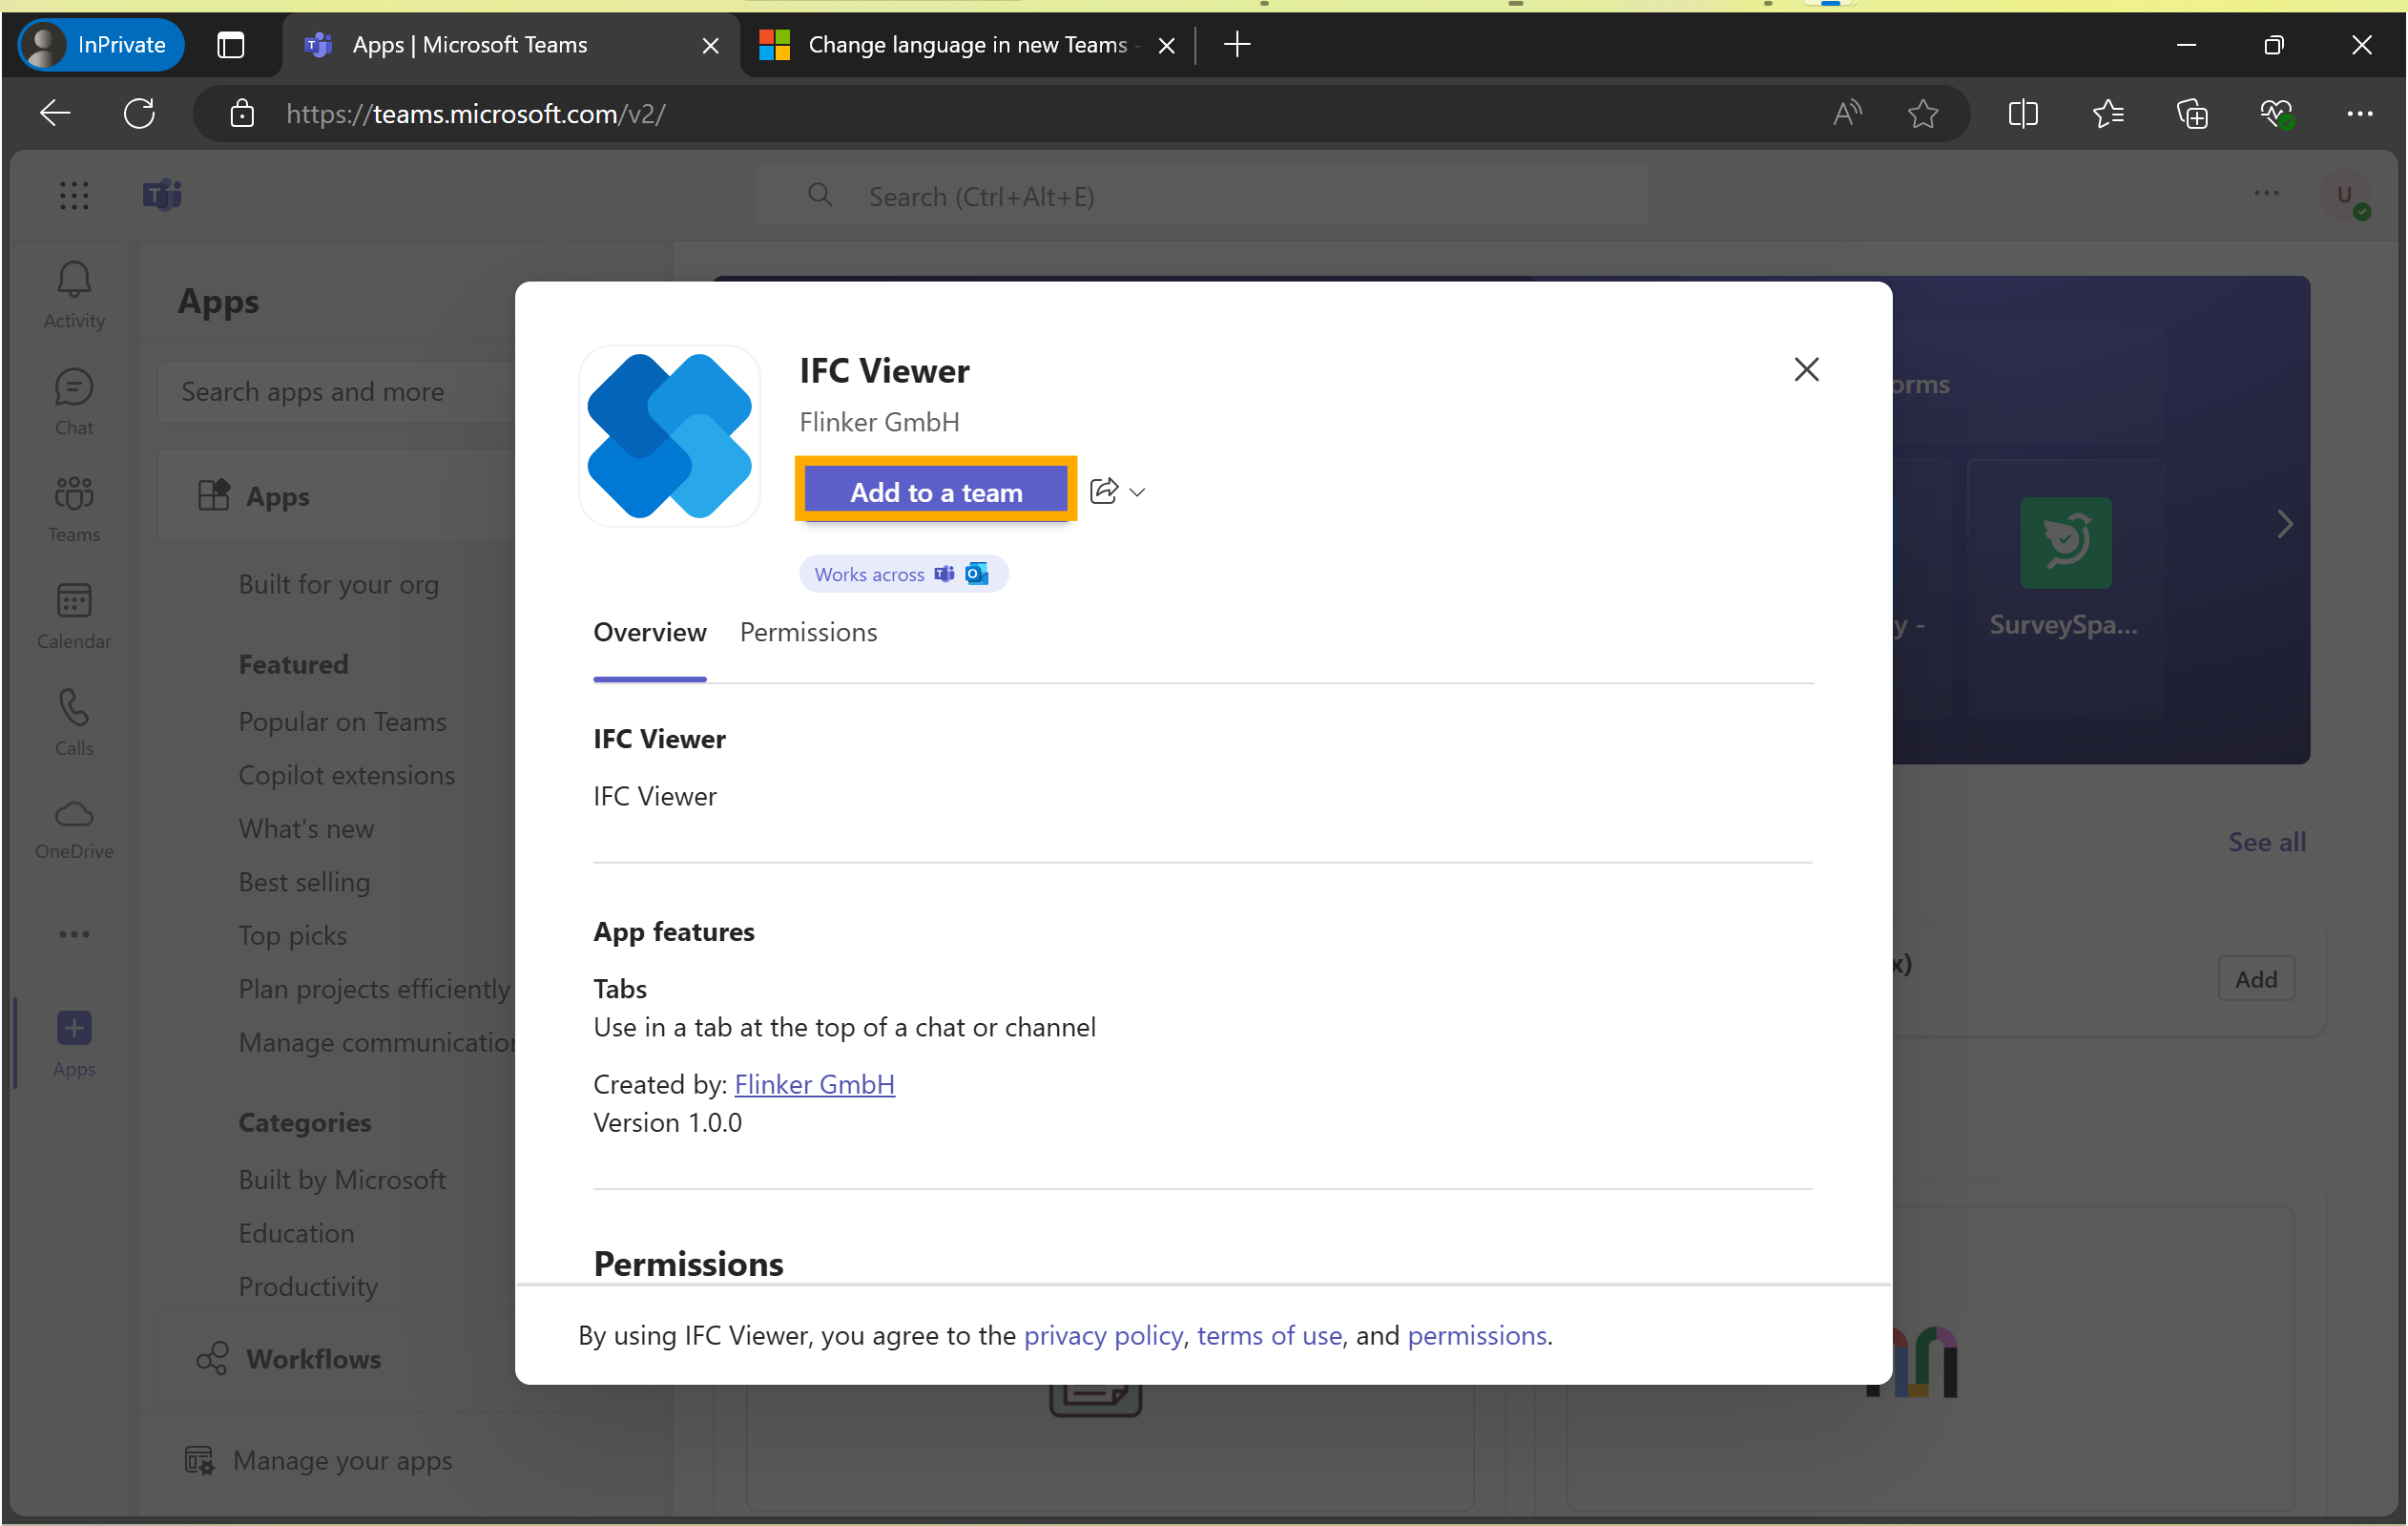 InPrivate
Apps | Microsoft Teams
Change language in new Teams -
https://teams.microsoft.com/v2/
Search (Ctrl+Alt+E)
U
Activity
Chat
Teams
Calendar
Calls
OneDrive
Apps
Apps
Search apps and more
Apps
Built for your org
Featured
Popular on Teams
Copilot extensions
What's new
Best selling
Top picks
Plan projects efficiently
Manage communication
Categories
Built by Microsoft
Education
Productivity
Workflows
Manage your apps
IFC Viewer
Flinker GmbH
Add to a team
Works across
Overview Permissions
IFC Viewer
IFC Viewer
App features
Tabs
Use in a tab at the top of a chat or channel
Created by: Flinker GmbH
Version 1.0.0
Permissions
By using IFC Viewer, you agree to the privacy policy, terms of use, and permissions.
orms
y -
SurveySpa...
See all
x)
Add